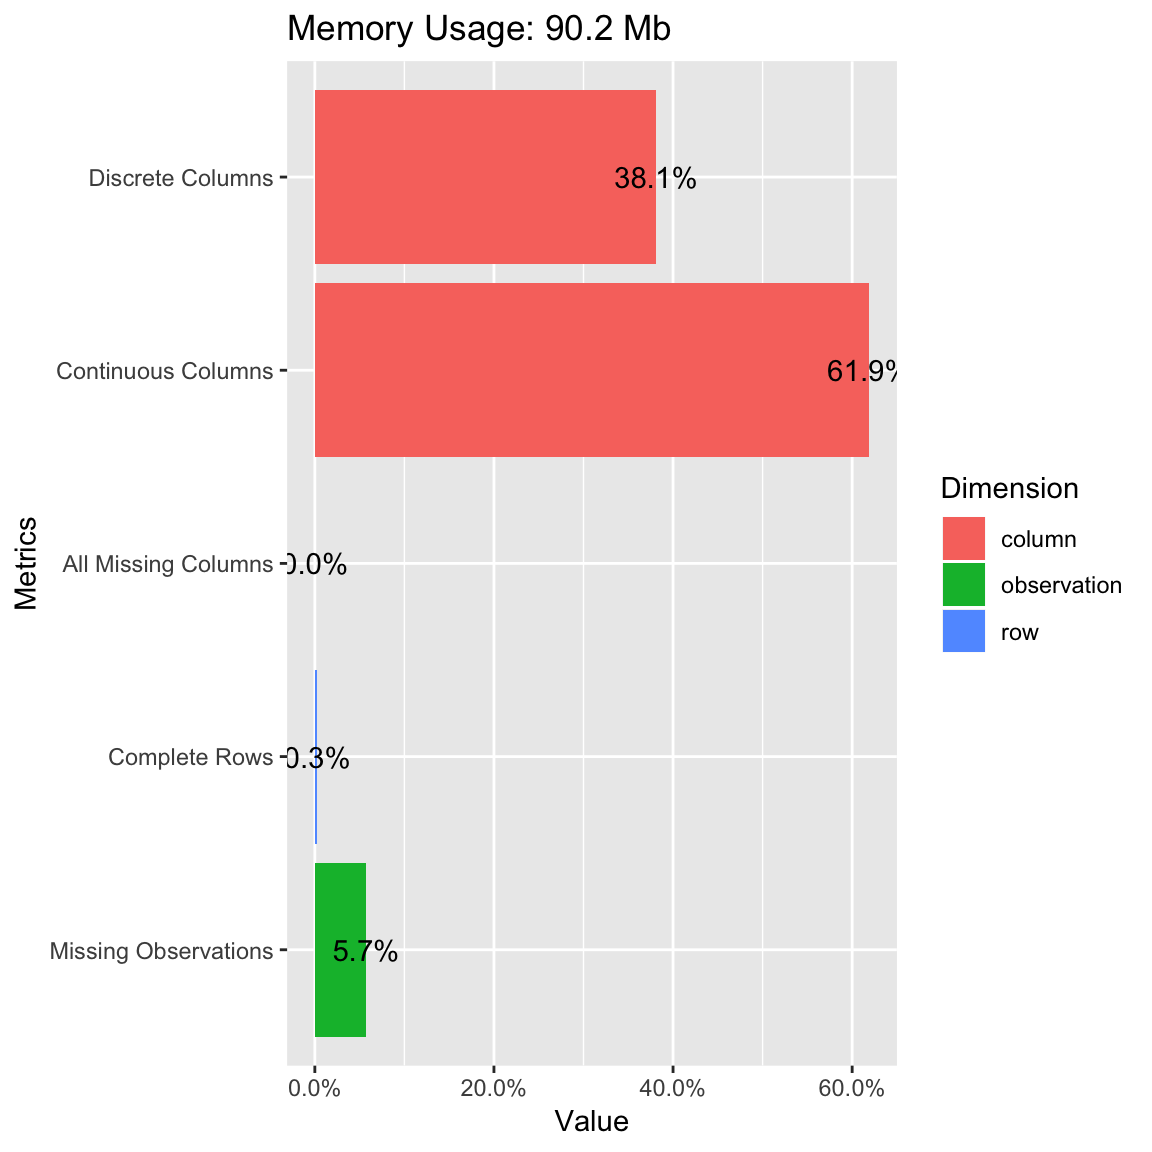 Memory Usage: 90.2 Mb
Discrete Columns
38.1%
Continuous Columns
61.9%
All Missing Columns
0.0%
Complete Rows
0.3%
Missing Observations
5.7%
Metrics
0.0%
20.0%
40.0%
60.0%
Value
Dimension
column
observation
row